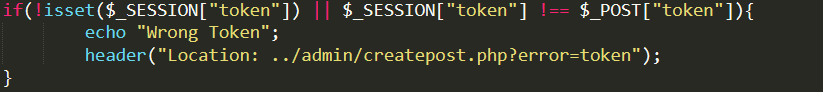 if(!isset($_SESSION["token"]) || $_SESSION["token"] !== $_POST["token"]){
        echo "Wrong Token";
        header("Location: ../admin/createpost.php?error=token");
}